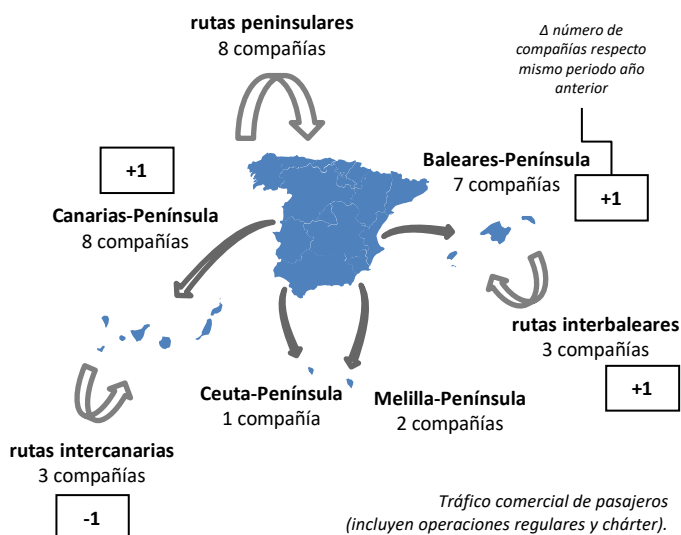 rutas peninsulares
8 compañías
Δ número de
compañías respecto
mismo periodo año
anterior
+1
Canarias-Península
8 compañías
Baleares-Península
7 compañías
+1
rutas interbaleares
3 compañías
+1
Ceuta-Península
1 compañía
Melilla-Península
2 compañías
rutas intercanarias
3 compañías
-1
Tráfico comercial de pasajeros
(incluyen operaciones regulares y chárter).